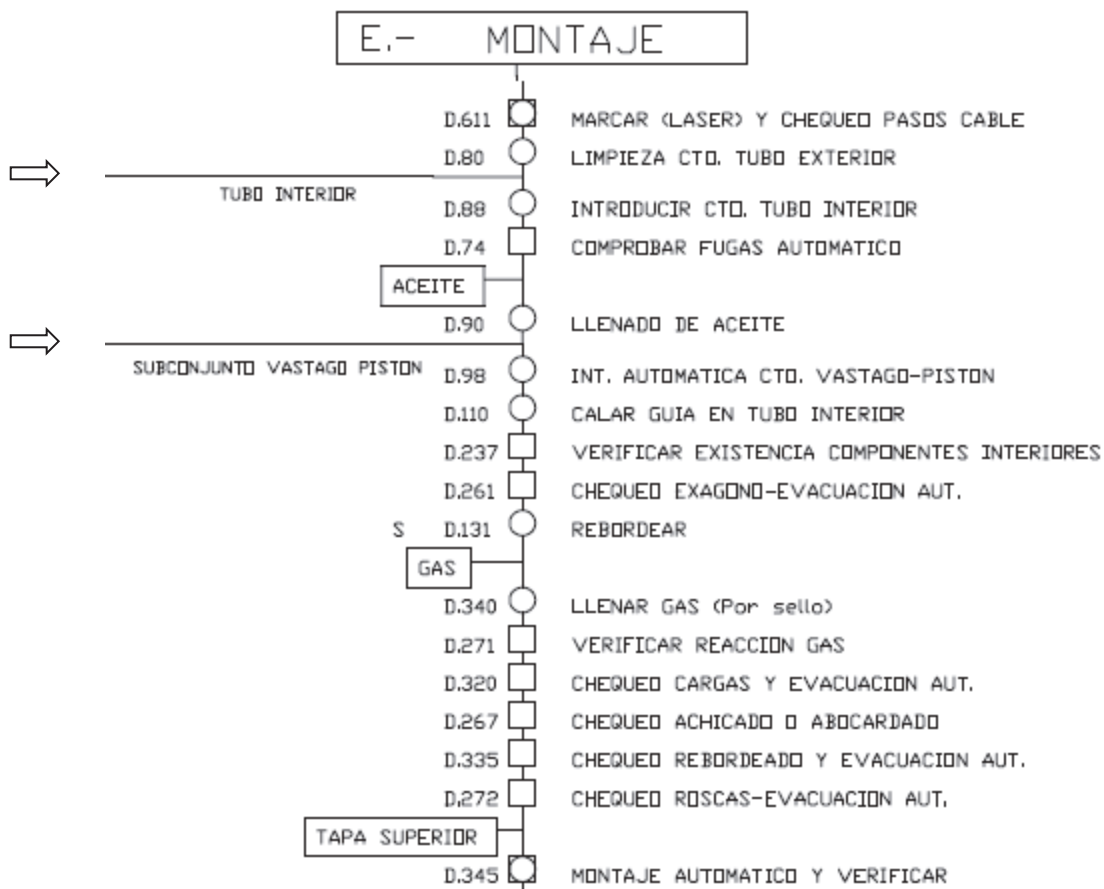 E.- MONTAJE
D.611 MARCAR (LASER) Y CHEQUEO PASOS CABLE
D.80 LIMPIEZA CTO. TUBO EXTERIOR
TUBO INTERIOR
D.88 INTRODUCIR CTO. TUBO INTERIOR
D.74 COMPROBAR FUGAS AUTOMATICO
ACEITE
D.90 LLENADO DE ACEITE
SUBCONJUNTO VASTAGO PISTON
D.98 INT. AUTOMATICA CTO. VASTAGO-PISTON
D.110 CALAR GUIA EN TUBO INTERIOR
D.237 VERIFICAR EXISTENCIA COMPONENTES INTERIORES
D.261 CHEQUEO EXAGONO-EVACUACION AUT.
S D.131 REBORDEAR
GAS
D.340 LLENAR GAS (Por sello)
D.271 VERIFICAR REACCION GAS
D.320 CHEQUEO CARGAS Y EVACUACION AUT.
D.267 CHEQUEO ACHICADO O ABOCARDADO
D.335 CHEQUEO REBORDEADO Y EVACUACION AUT.
D.272 CHEQUEO ROSCAS-EVACUACION AUT.
TAPA SUPERIOR
D.345 MONTAJE AUTOMATICO Y VERIFICAR